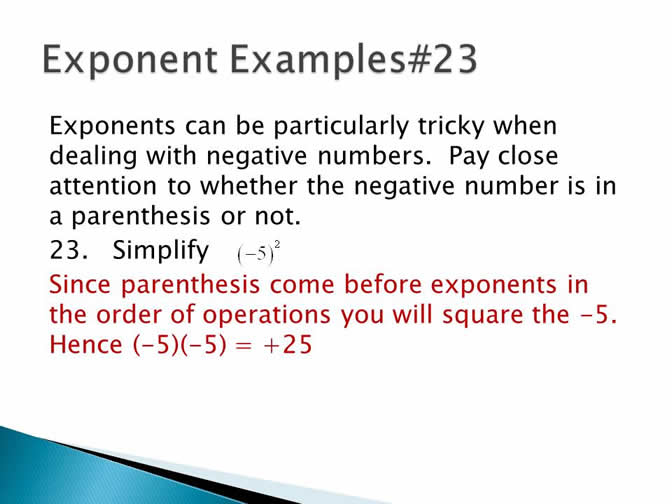 Exponent Examples#23
Exponents can be particularly tricky when
dealing with negative numbers.  Pay close
attention to whether the negative number is in
a parenthesis or not.
23.   Simplify   (−5)²
Since parenthesis come before exponents in
the order of operations you will square the -5.
Hence (-5)(-5) = +25